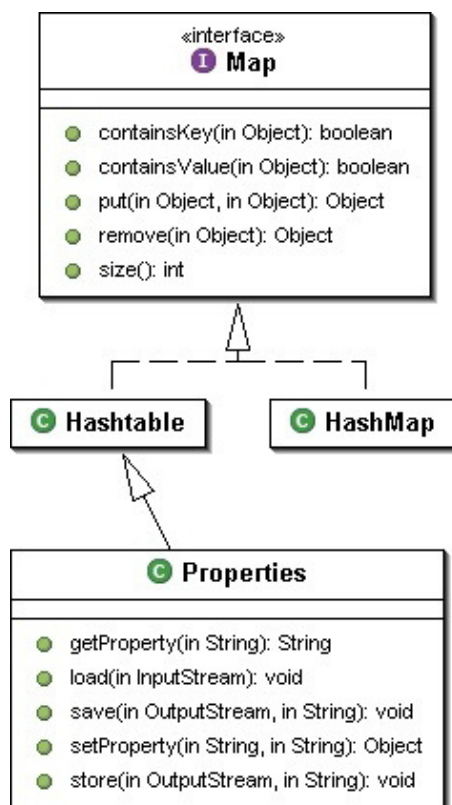 «interface»
I Map
containsKey(in Object): boolean
containsValue(in Object): boolean
put(in Object, in Object): Object
remove(in Object): Object
size(): int
C Hashtable
C HashMap
C Properties
getProperty(in String): String
load(in InputStream): void
save(in OutputStream, in String): void
setProperty(in String, in String): Object
store(in OutputStream, in String): void